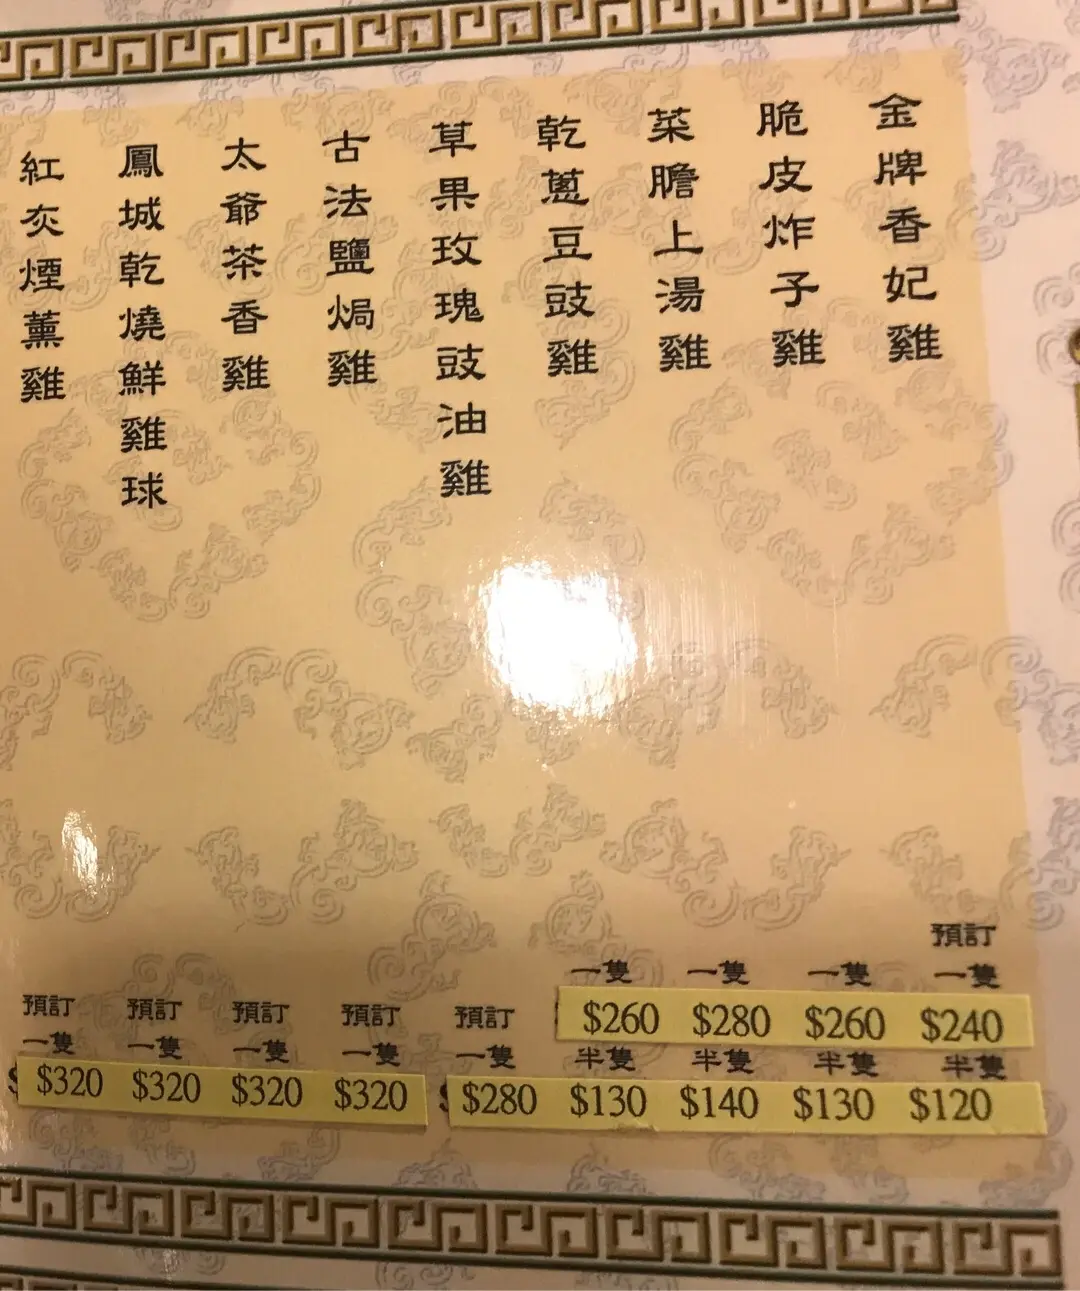 金牌香妃雞
脆皮炸子雞
菜膽上湯雞
乾蔥豆豉雞
草果玫瑰豉油雞
古法鹽焗雞
太爺茶香雞
鳳城乾燒鮮雞球
紅灰煙薰雞
預訂
一隻 一隻 一隻 一隻
$260 $280 $260 $240
半隻 半隻 半隻 半隻
$130 $140 $130 $120
預訂 預訂 預訂 預訂 預訂
一隻 一隻 一隻 一隻 一隻
$320 $320 $320 $320 $280